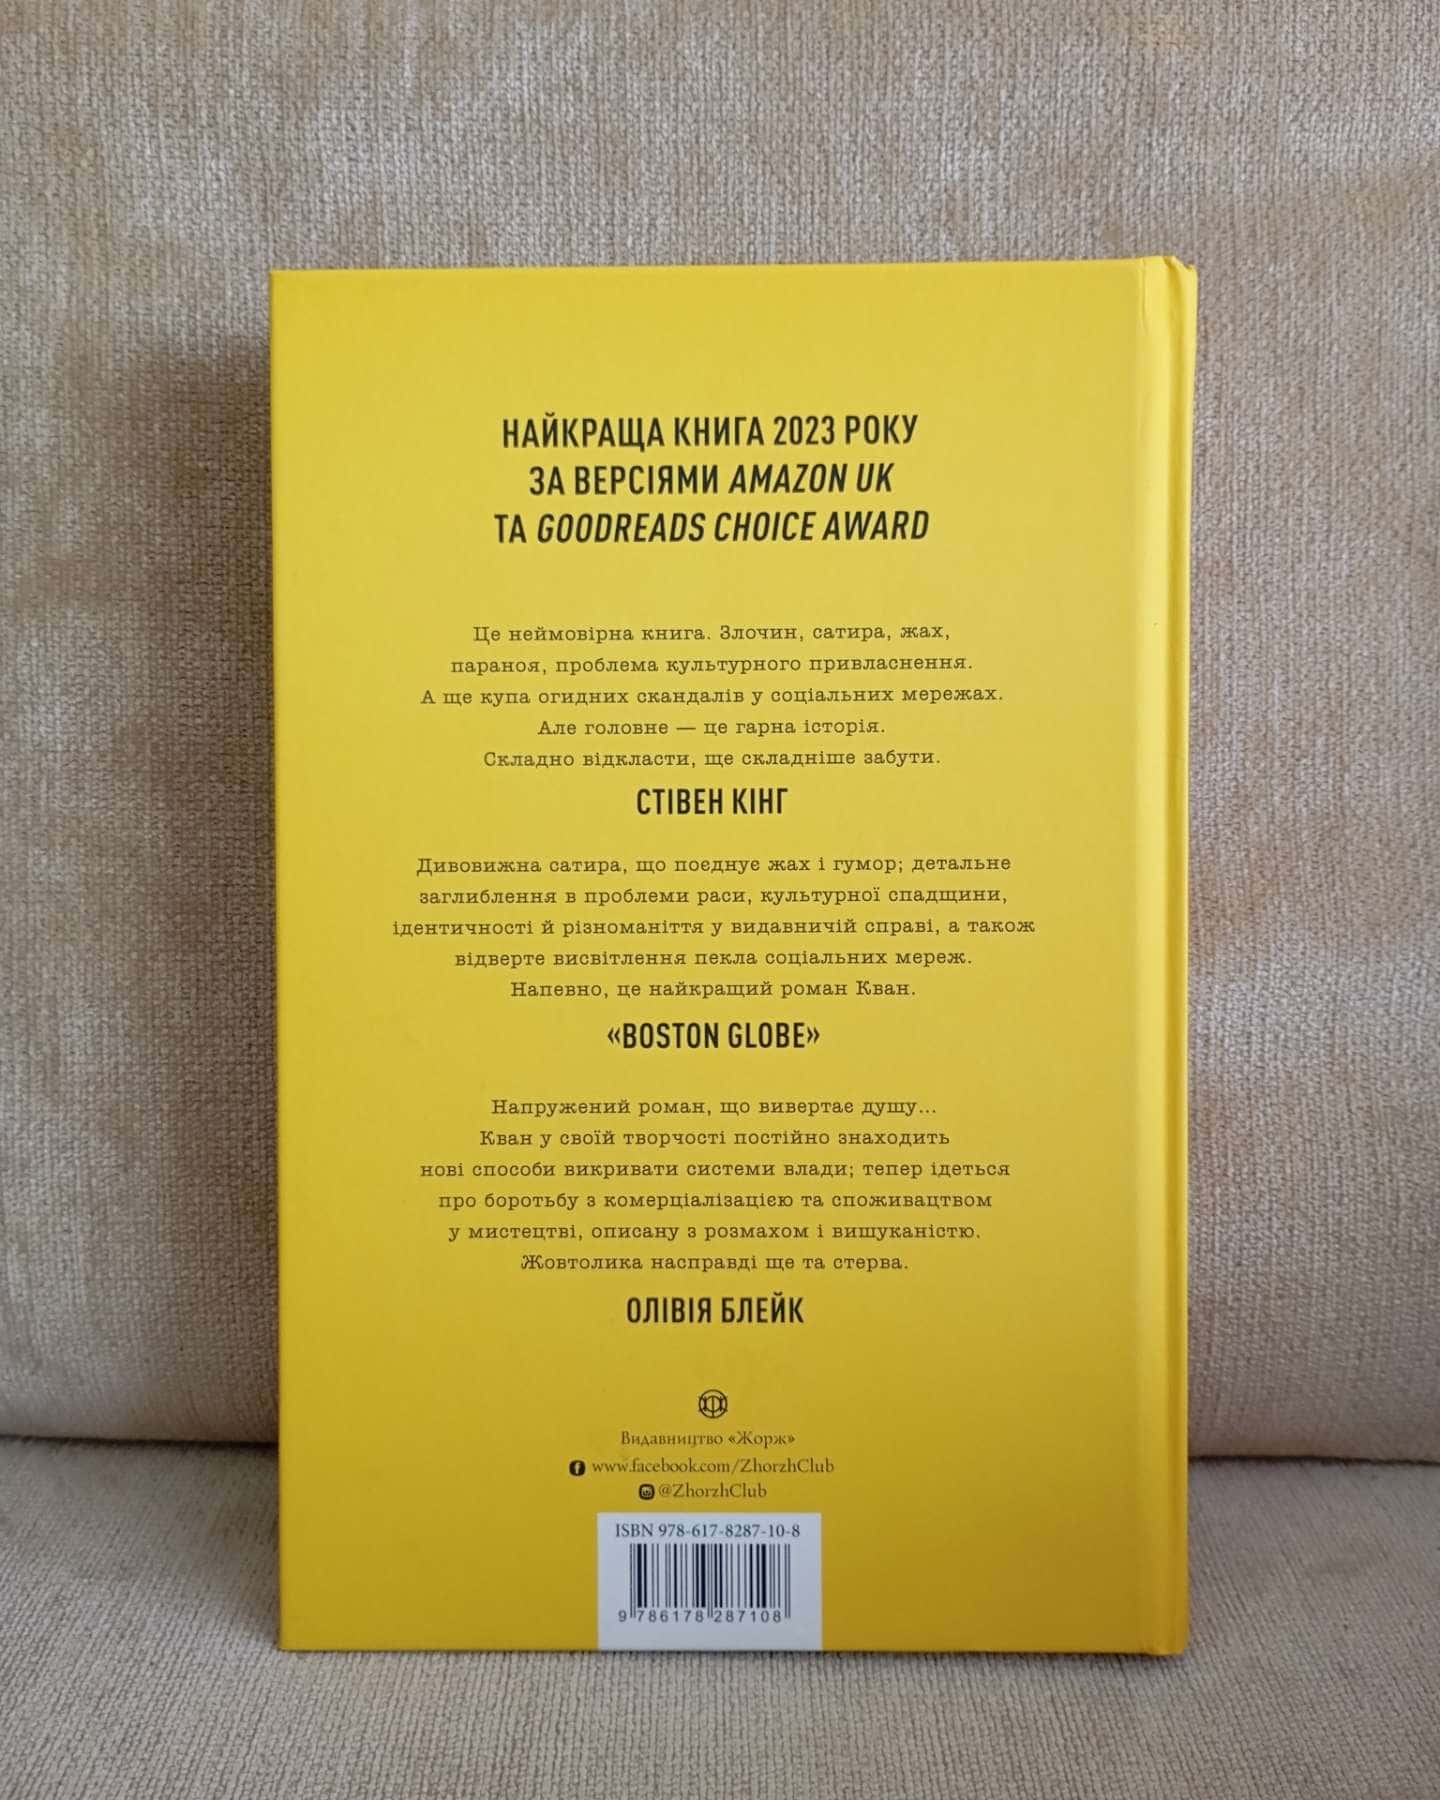 НАЙКРАЩА КНИГА 2023 РОКУ
ЗА ВЕРСІЯМИ AMAZON UK
ТА GOODREADS CHOICE AWARD
Це неймовірна книга. Злочин, сатира, жах,
параноя, проблема культурного привласнення.
А ще купа огидних скандалів у соціальних мережах.
Але головне — це гарна історія.
Складно відкласти, ще складніше забути.
СТІВЕН КІНГ
Дивовижна сатира, що поєднує жах і гумор; детальне
заглиблення в проблеми раси, культурної спадщини,
ідентичності й різноманіття у видавничій справі, а також
відверте висвітлення пекла соціальних мереж.
Напевно, це найкращий роман Кван.
«BOSTON GLOBE»
Напружений роман, що вивертає душу...
Кван у своїй творчості постійно знаходить
нові способи викривати системи влади; тепер ідеться
про боротьбу з комерціалізацією та споживацтвом
у мистецтві, описану з розмахом і вишуканістю.
Жовтолика насправді ще та стерва.
ОЛІВІЯ БЛЕЙК
Видавництво «Жорж»
www.facebook.com/ZhorzhClub
@ZhorzhClub
ISBN 978-617-8287-10-8
9 786178 287108